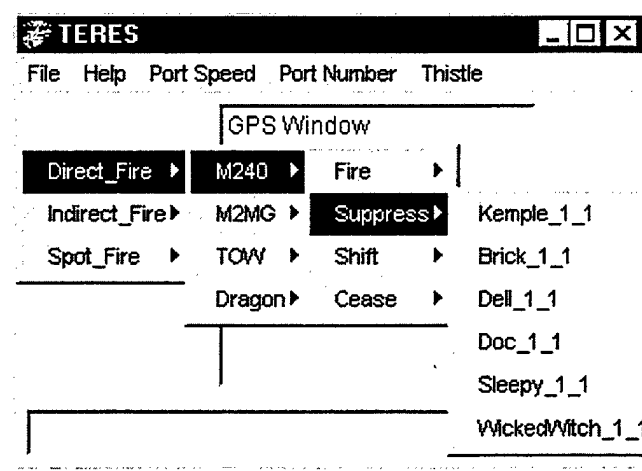 TERES
File Help Port Speed Port Number Thistle
GPS Window
Direct_Fire M240 Fire
Indirect_Fire M2MG Suppress Kemple_1_1
Spot_Fire TOW Shift Brick_1_1
Dragon Cease Dell_1_1
Doc_1_1
Sleepy_1_1
WickedWitch_1_1